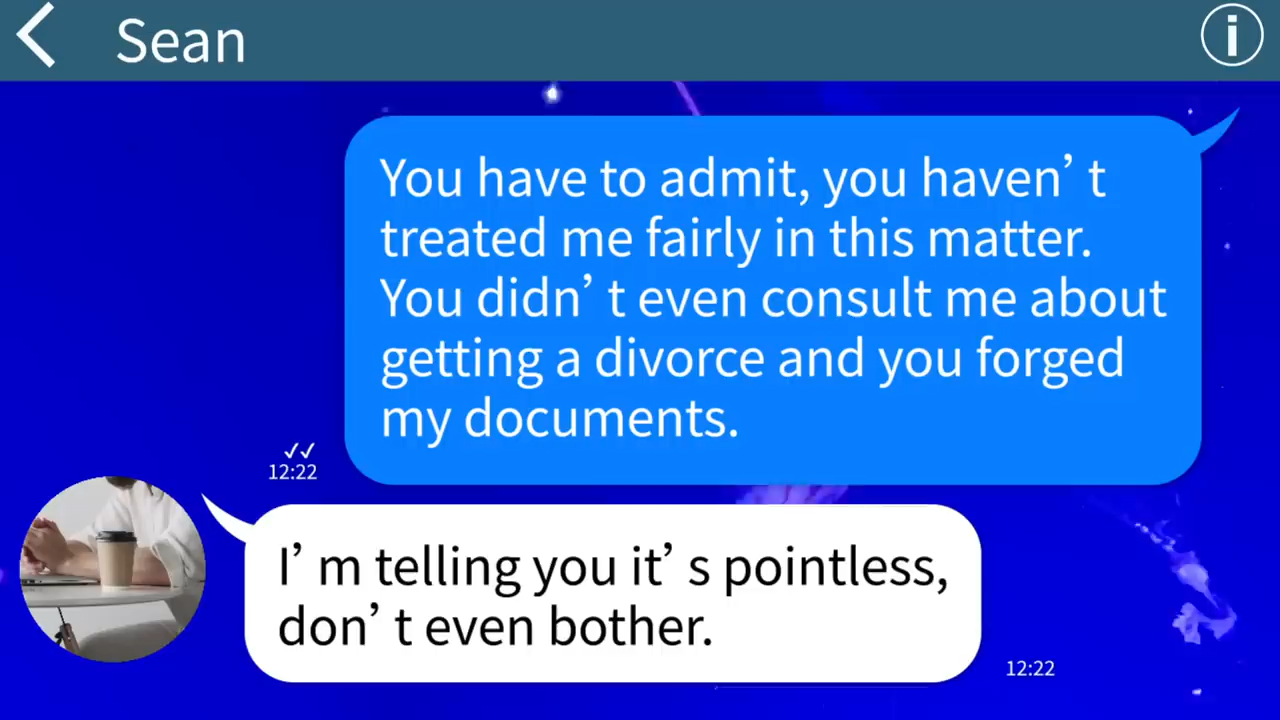 Sean
You have to admit, you haven’t
treated me fairly in this matter.
You didn’t even consult me about
getting a divorce and you forged
my documents.
12:22
I’m telling you it’s pointless,
don’t even bother.
12:22